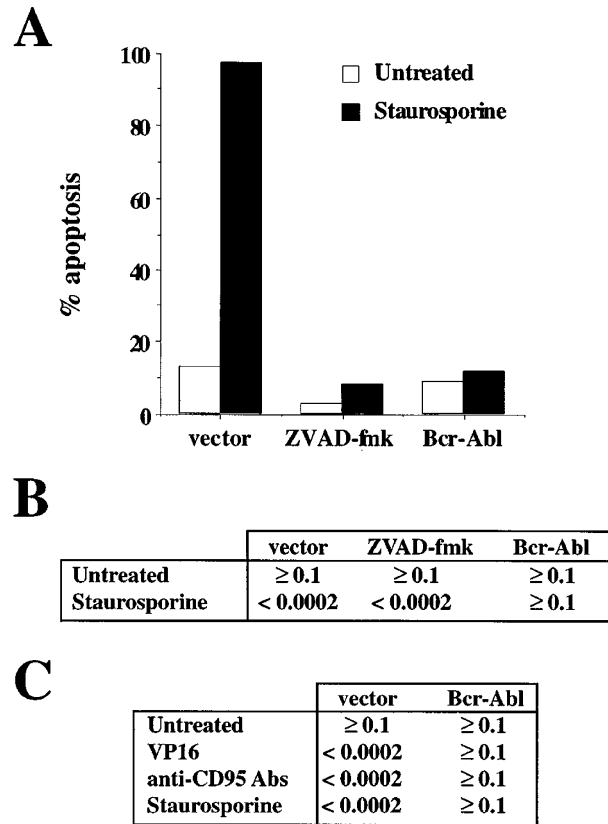 A
100
80
60
40
20
0
% apoptosis
Untreated
Staurosporine
vector ZVAD-fmk Bcr-Abl
B
vector ZVAD-fmk Bcr-Abl
Untreated ≥ 0.1 ≥ 0.1 ≥ 0.1
Staurosporine < 0.0002 < 0.0002 ≥ 0.1
C
vector Bcr-Abl
Untreated ≥ 0.1 ≥ 0.1
VP16 < 0.0002 ≥ 0.1
anti-CD95 Abs < 0.0002 ≥ 0.1
Staurosporine < 0.0002 ≥ 0.1